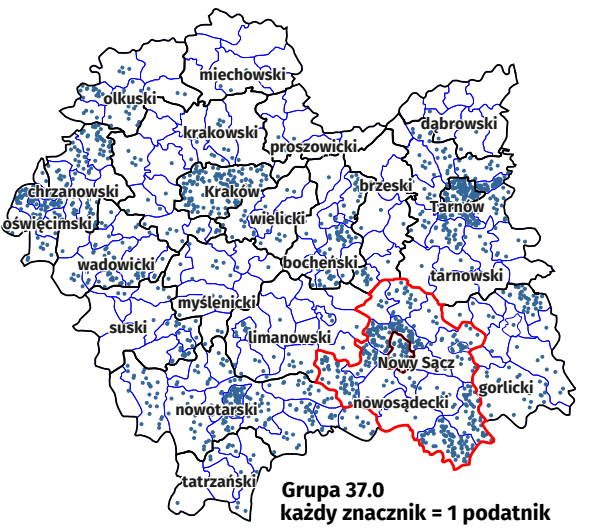 miechowski
olkuski
dąbrowski
krakowski
proszowicki
chrzanowski
Kraków
brzeski
Tarnów
oświęcimski
wielicki
wadowicki
bocheński
tarnowski
myślenicki
suski
limanowski
Nowy Sącz
gorlicki
nowosądecki
nowotarski
tatrzański
Grupa 37.0
każdy znacznik = 1 podatnik